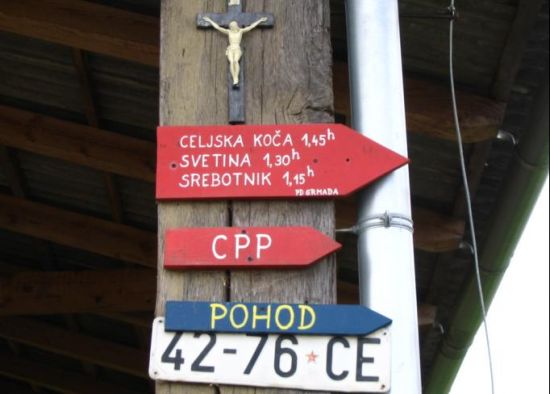 CELJSKA KOČA 1,45h
SVETINA 1,30h
SREBOTNIK 1,15h
PD GRMADA
CPP
POHOD
42-76★CE